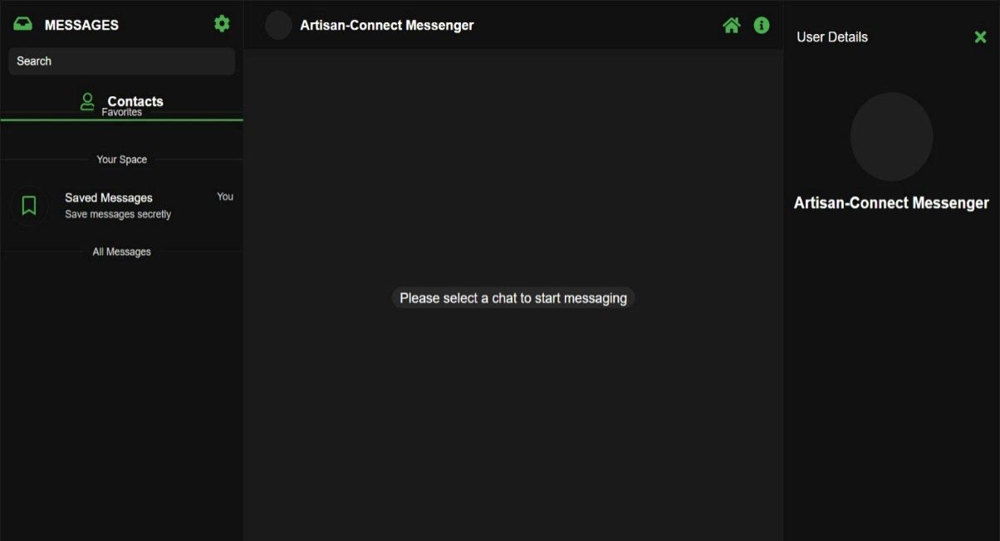 MESSAGES
Search
Contacts
Favorites
Your Space
Saved Messages
You
Save messages secretly
All Messages
Artisan-Connect Messenger
Please select a chat to start messaging
User Details
Artisan-Connect Messenger